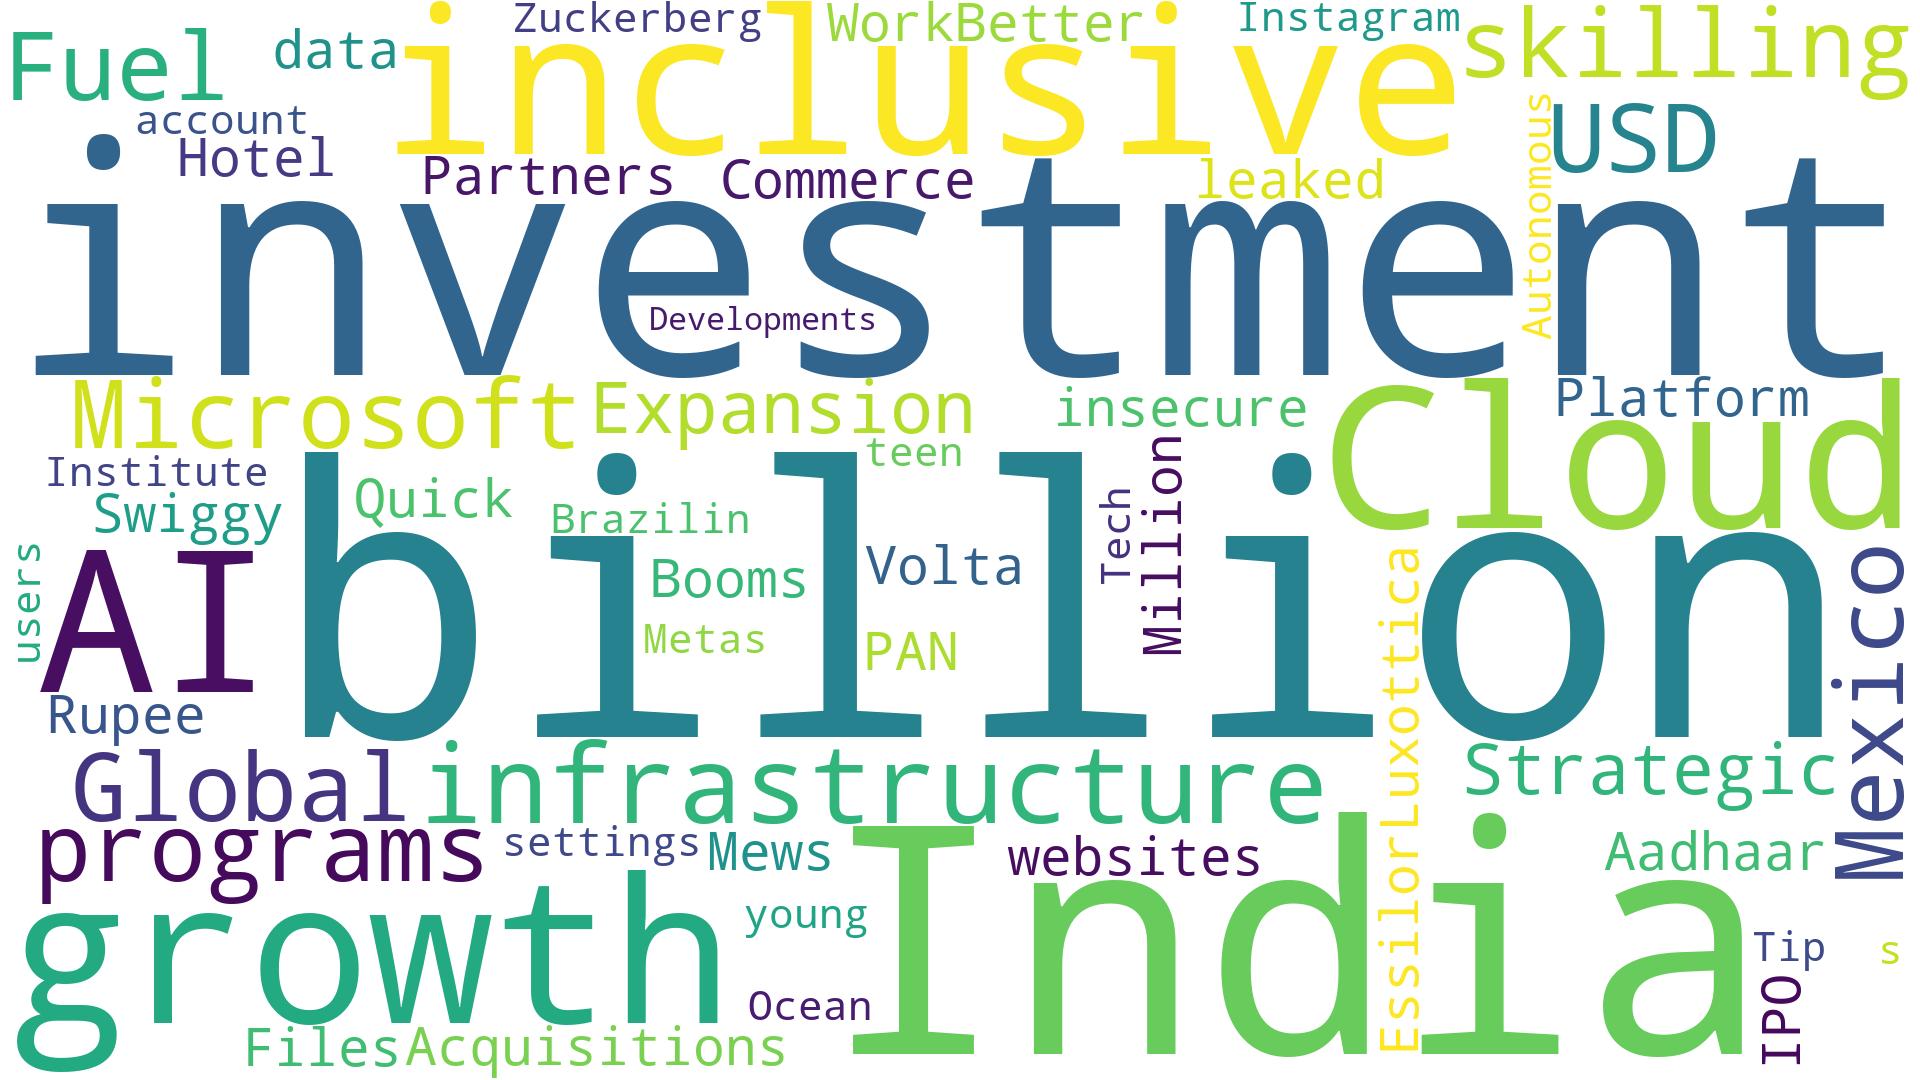 Zuckerberg
WorkBetter
Instagram
inclusive
skilling
Fuel
data
account
Hotel
Partners
Commerce
leaked
Autonomous
USD
investment
Developments
Microsoft
Expansion
insecure
Cloud
Platform
teen
Institute
Swiggy
Quick
Brazilin
Tech
Million
billion
users
AI
Booms
Volta
Metas
PAN
EssilorLuxottica
Mexico
Rupee
Global
infrastructure
Strategic
programs
settings
Mews
websites
Aadhaar
growth
young
India
Tip
s
Ocean
IPO
Files
Acquisitions